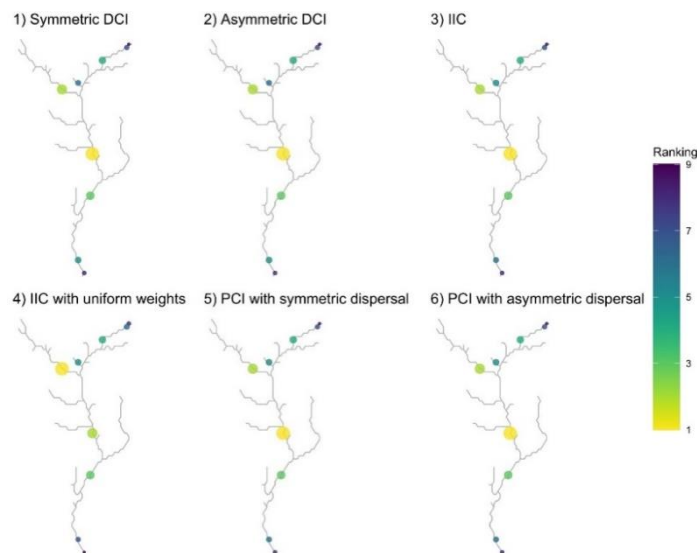 1) Symmetric DCI
2) Asymmetric DCI
3) IIC
Ranking
9
7
5
3
1
4) IIC with uniform weights
5) PCI with symmetric dispersal
6) PCI with asymmetric dispersal